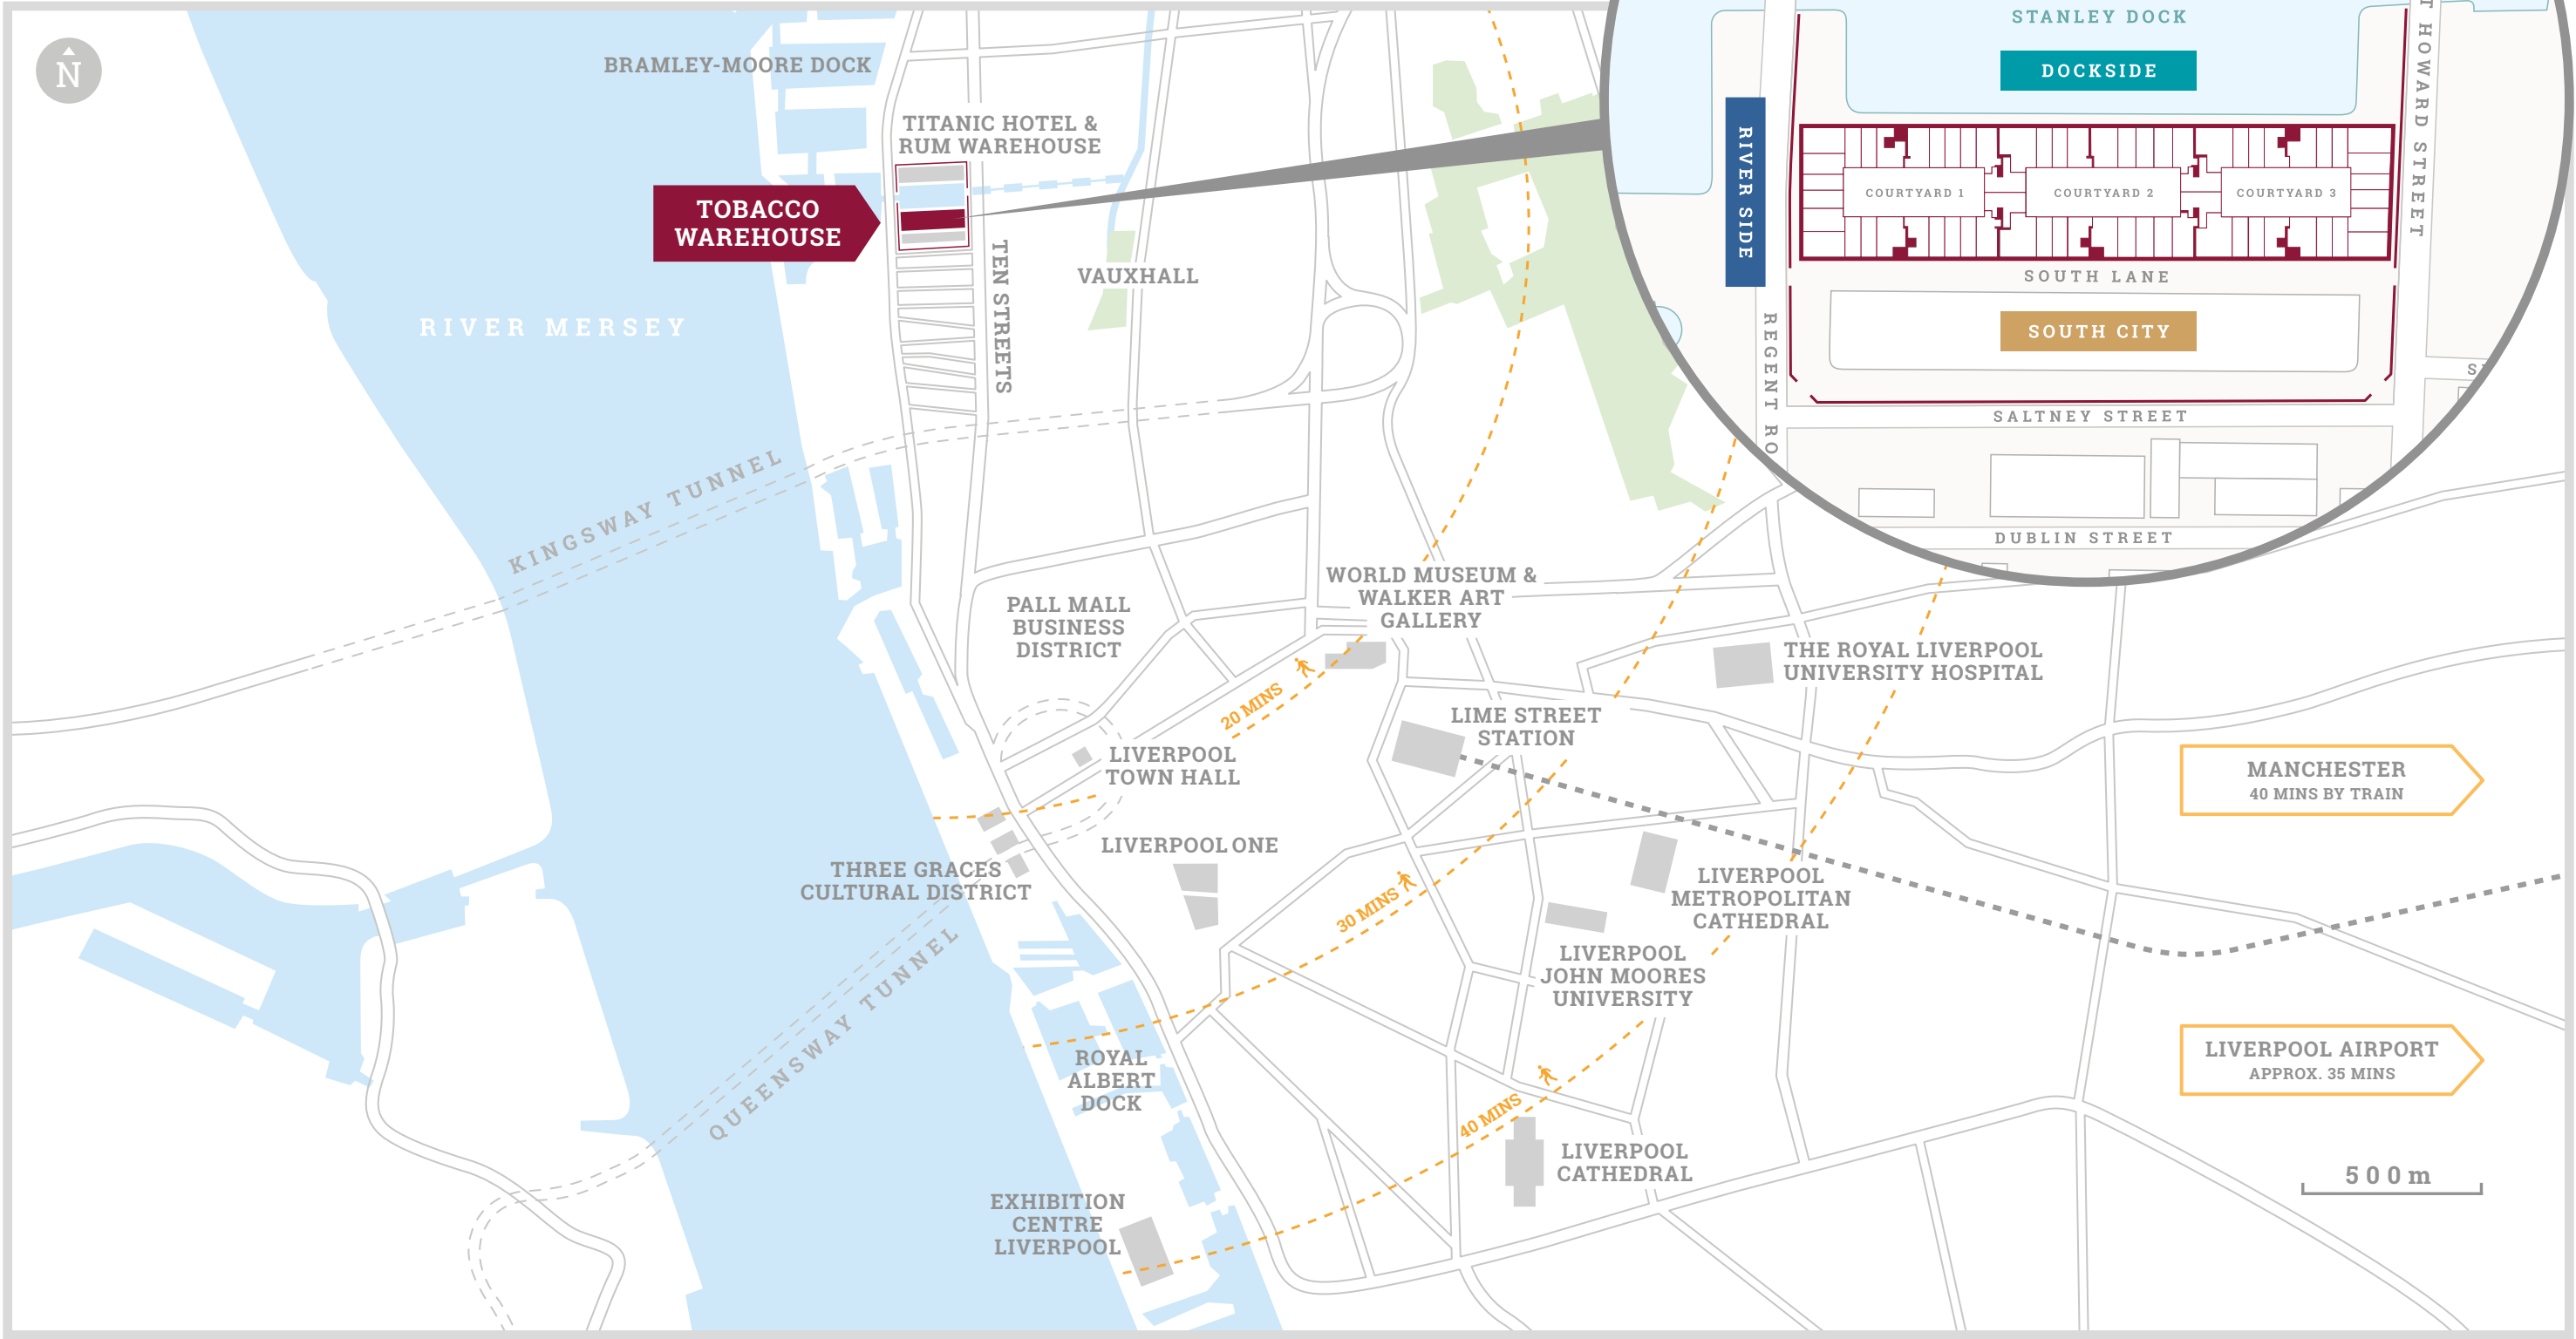 N
BRAMLEY-MOORE DOCK
TITANIC HOTEL &
RUM WAREHOUSE
TOBACCO
WAREHOUSE
TEN STREETS
VAUXHALL
RIVER MERSEY
KINGSWAY TUNNEL
STANLEY DOCK
DOCKSIDE
RIVER SIDE
COURTYARD 1
COURTYARD 2
COURTYARD 3
T HOWARD STREET
SOUTH LANE
SOUTH CITY
REGENT RO
SALTNEY STREET
DUBLIN STREET
WORLD MUSEUM &
WALKER ART
GALLERY
PALL MALL
BUSINESS
DISTRICT
20 MINS
THE ROYAL LIVERPOOL
UNIVERSITY HOSPITAL
LIME STREET
STATION
LIVERPOOL
TOWN HALL
MANCHESTER
40 MINS BY TRAIN
LIVERPOOL ONE
THREE GRACES
CULTURAL DISTRICT
30 MINS
LIVERPOOL
METROPOLITAN
CATHEDRAL
QUEENSWAY TUNNEL
LIVERPOOL
JOHN MOORES
UNIVERSITY
ROYAL
ALBERT
DOCK
LIVERPOOL AIRPORT
APPROX. 35 MINS
40 MINS
LIVERPOOL
CATHEDRAL
500m
EXHIBITION
CENTRE
LIVERPOOL